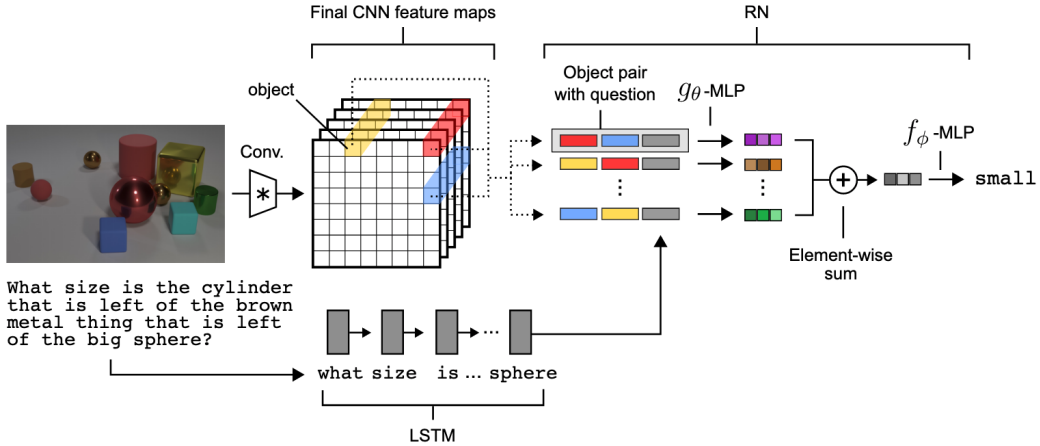 Final CNN feature maps
RN
object
Object pair
with question
gθ-MLP
fϕ-MLP
Conv.
*
...
+
small
Element-wise
sum
What size is the cylinder
that is left of the brown
metal thing that is left
of the big sphere?
...
what size is ... sphere
LSTM